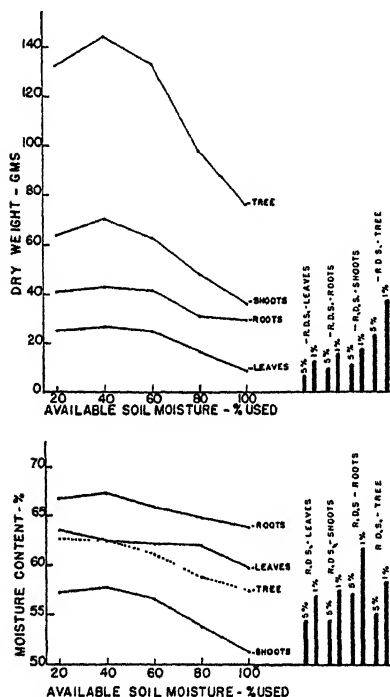 140
120
100
80
60
40
20
0
DRY WEIGHT - GMS
-TREE
-SHOOTS
-ROOTS
-LEAVES
20 40 60 80 100
AVAILABLE SOIL MOISTURE - % USED
5% 1% -R.D.S.-LEAVES
5% 1% -R.D.S.-ROOTS
5% 1% -R.D.S.-SHOOTS
5% 1% -R.D.S.-TREE
70
65
60
55
50
MOISTURE CONTENT-%
-ROOTS
-LEAVES
-TREE
-SHOOTS
20 40 60 80 100
AVAILABLE SOIL MOISTURE - % USED
5% 1% R.D.S.-LEAVES
5% 1% R.D.S.-SHOOTS
5% 1% R.D.S-ROOTS
5% 1% R.D.S.-TREE